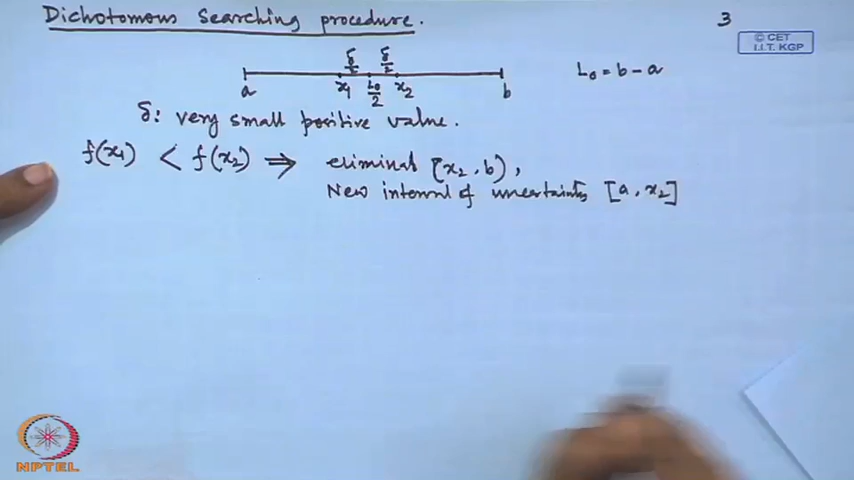 Dichotomous Searching procedure.
3
© CET
I.I.T. KGP
δ/2 δ/2
a x₁ L₀/2 x₂ b
L₀ = b - a
δ: very small positive value.
f(x₁) < f(x₂) ⇒ eliminat [x₂, b),
New interval of uncertainty [a, x₂]
NPTEL